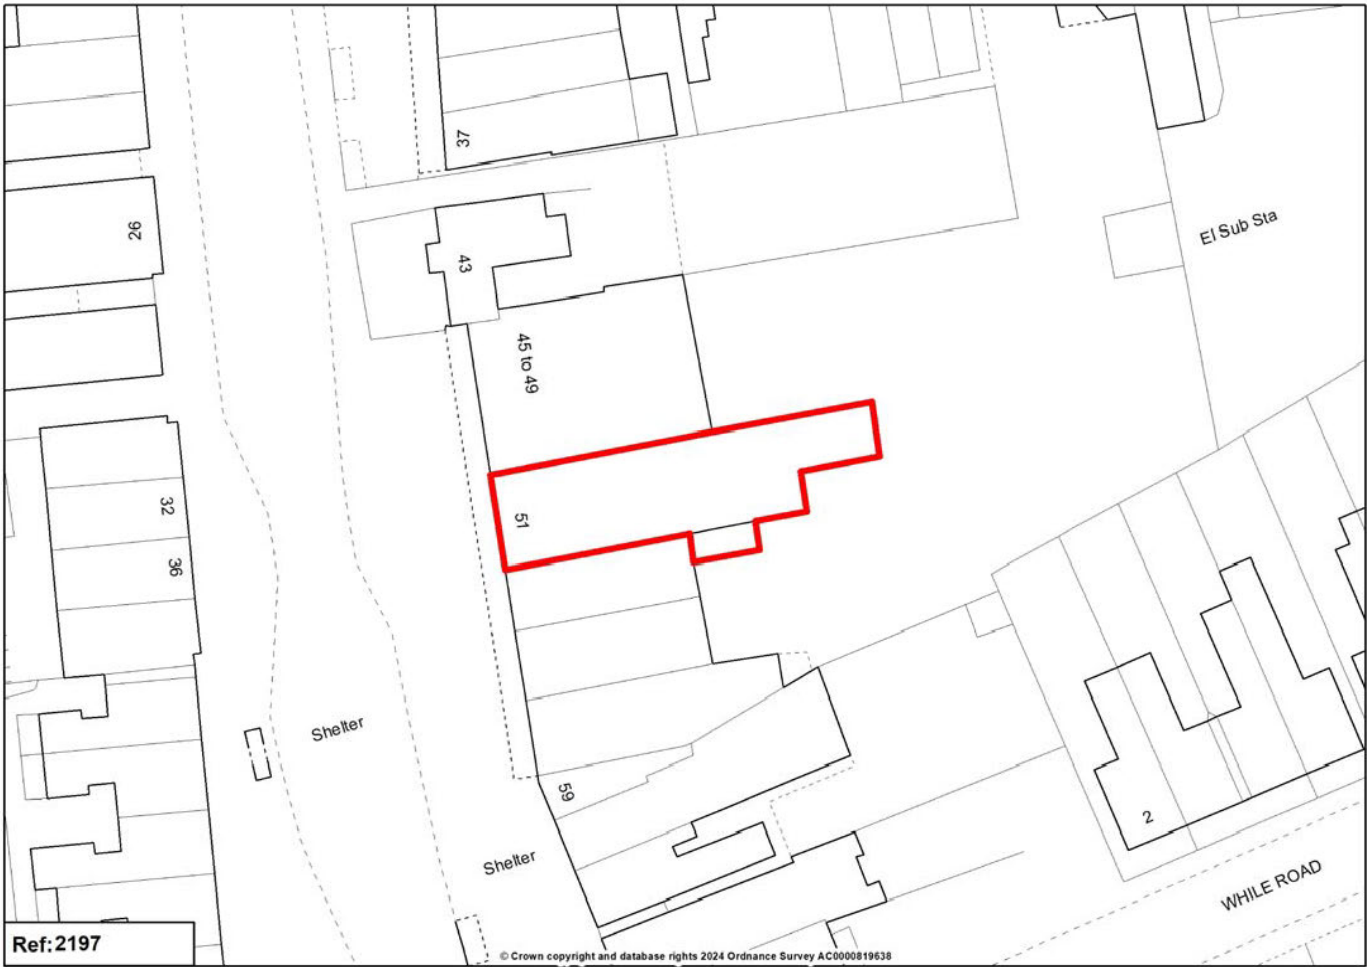 37
26
43
El Sub Sta
45 to 49
32
51
36
Shelter
59
2
Shelter
WHILE ROAD
Ref:2197
© Crown copyright and database rights 2024 Ordnance Survey AC0000819638